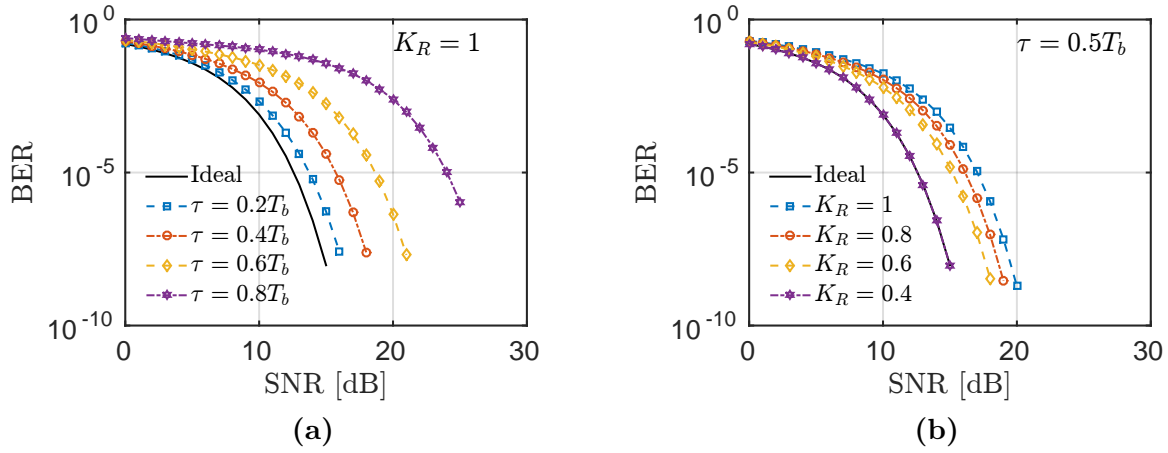 10^0
10^-5
10^-10
BER
K_R = 1
Ideal
τ = 0.2T_b
τ = 0.4T_b
τ = 0.6T_b
τ = 0.8T_b
0 10 20 30
SNR [dB]
(a)
10^0
10^-5
10^-10
BER
τ = 0.5T_b
Ideal
K_R = 1
K_R = 0.8
K_R = 0.6
K_R = 0.4
0 10 20 30
SNR [dB]
(b)